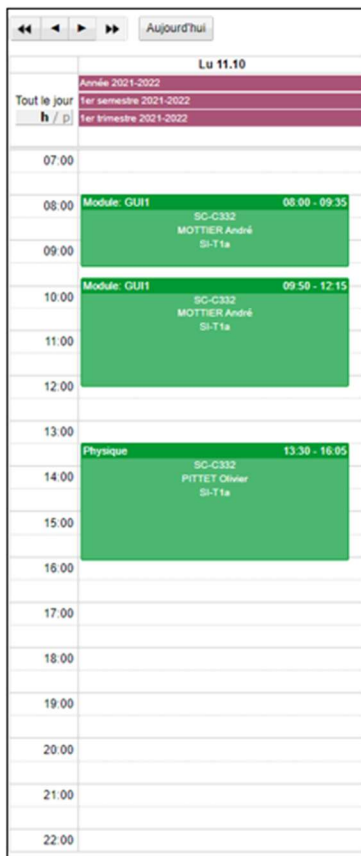 Aujourd'hui
Lu 11.10
Tout le jour
h / p
Année 2021-2022
1er semestre 2021-2022
1er trimestre 2021-2022
07:00
08:00
Module: GUI1 08:00 - 09:35
SC-C332
MOTTIER André
SI-T1a
09:00
Module: GUI1 09:50 - 12:15
10:00
SC-C332
MOTTIER André
SI-T1a
11:00
12:00
13:00
Physique 13:30 - 16:05
SC-C332
14:00
PITTET Olivier
SI-T1a
15:00
16:00
17:00
18:00
19:00
20:00
21:00
22:00